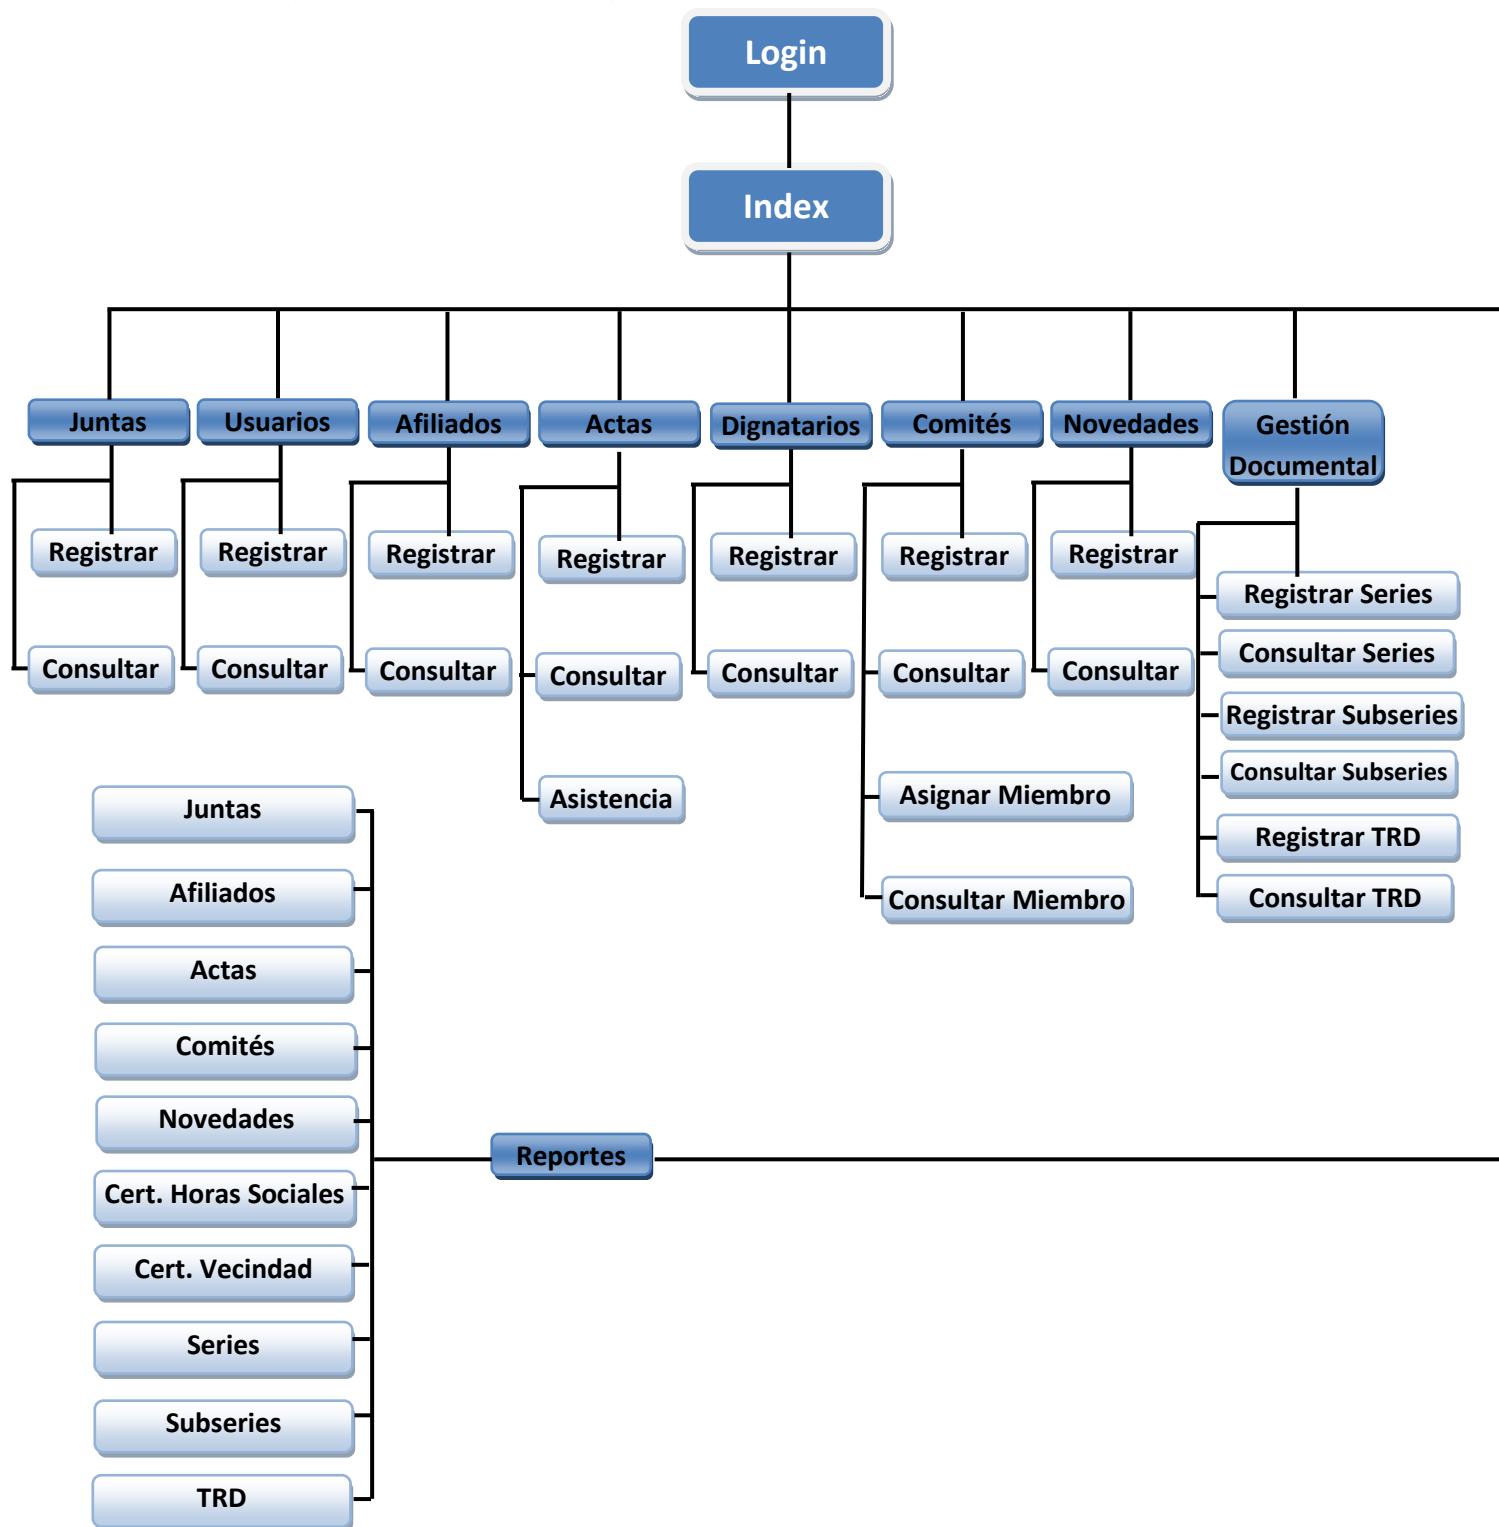 Login
Index
Juntas
Usuarios
Afiliados
Actas
Dignatarios
Comités
Novedades
Gestión
Documental
Registrar
Registrar
Registrar
Registrar
Registrar
Registrar
Registrar
Registrar Series
Consultar
Consultar
Consultar
Consultar
Consultar
Consultar
Consultar
Consultar Series
Registrar Subseries
Consultar Subseries
Asistencia
Asignar Miembro
Registrar TRD
Consultar Miembro
Consultar TRD
Juntas
Afiliados
Actas
Comités
Novedades
Reportes
Cert. Horas Sociales
Cert. Vecindad
Series
Subseries
TRD